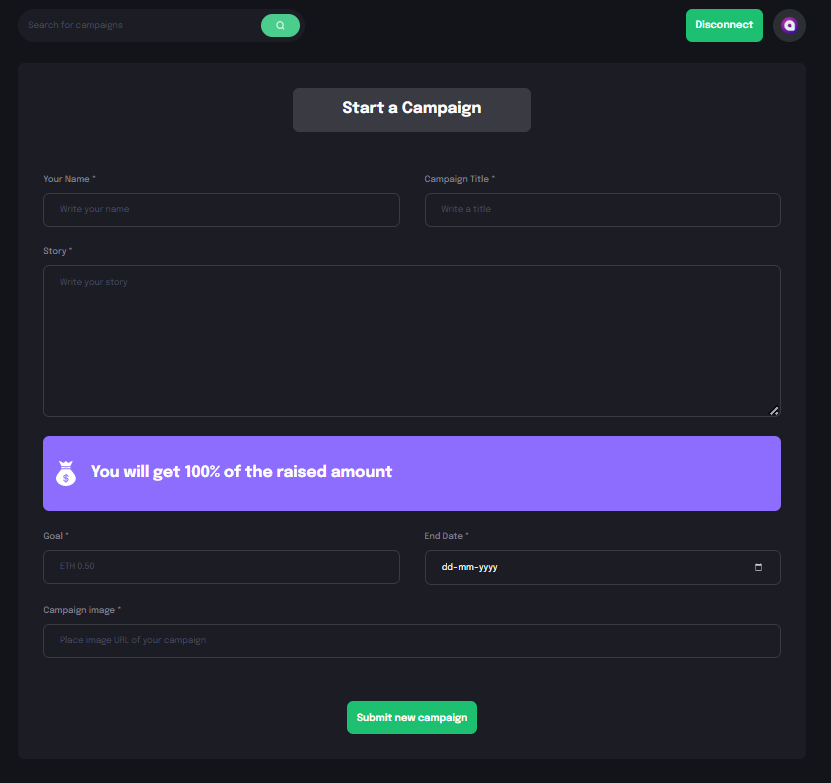 Search for campaigns
Disconnect
Start a Campaign
Your Name *
Campaign Title *
Write your name
Write a title
Story *
Write your story
$
You will get 100% of the raised amount
Goal *
End Date *
ETH 0.50
dd-mm-yyyy
Campaign image *
Place image URL of your campaign
Submit new campaign